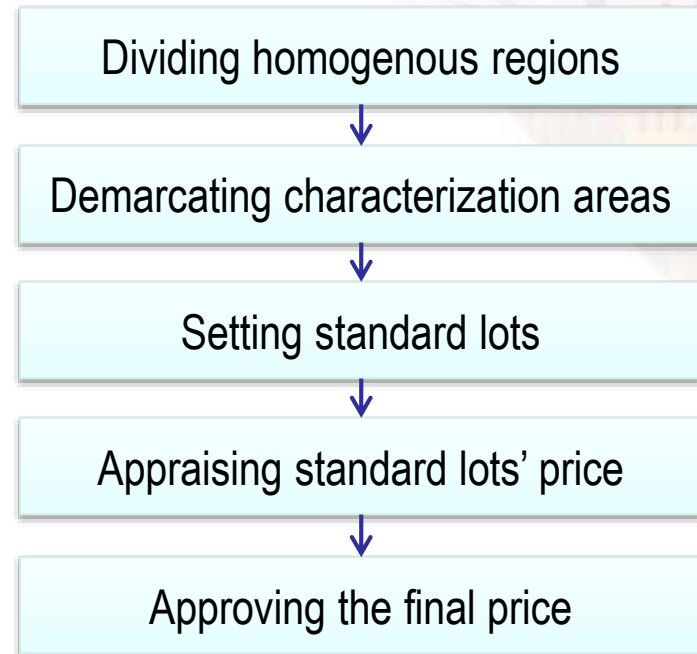 Dividing homogenous regions
Demarcating characterization areas
Setting standard lots
Appraising standard lots’ price
Approving the final price